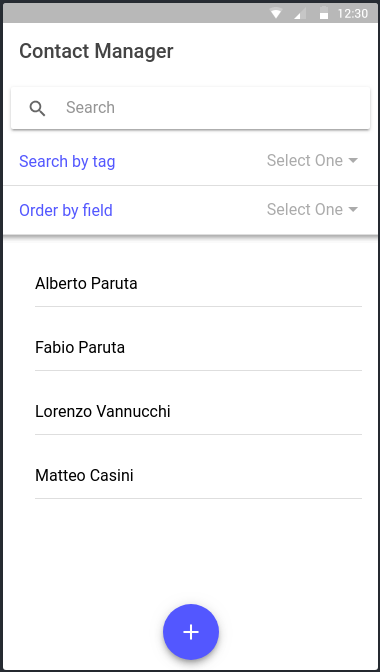 12:30
Contact Manager
Search
Search by tag Select One
Order by field Select One
Alberto Paruta
Fabio Paruta
Lorenzo Vannucchi
Matteo Casini